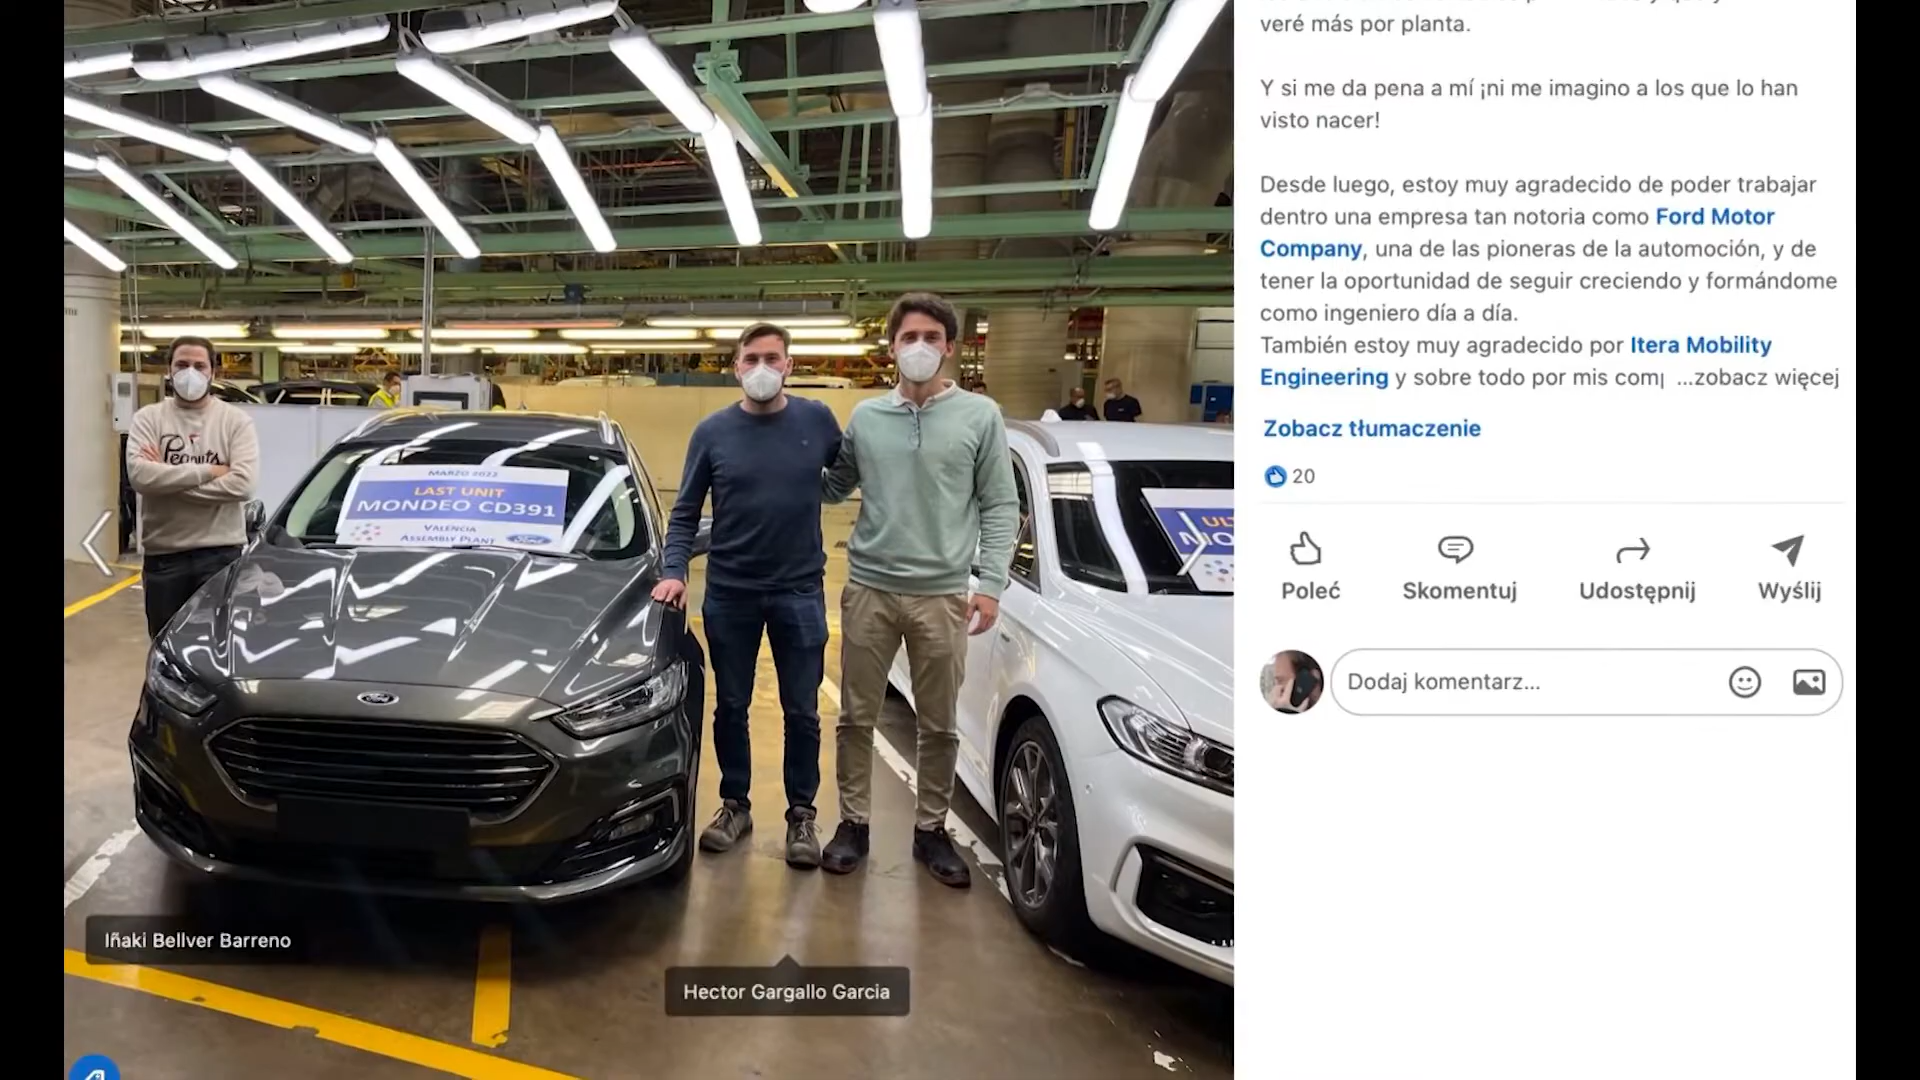 veré más por planta.
Y si me da pena a mí ¡ni me imagino a los que lo han
visto nacer!
Desde luego, estoy muy agradecido de poder trabajar
dentro una empresa tan notoria como Ford Motor
Company, una de las pioneras de la automoción, y de
tener la oportunidad de seguir creciendo y formándome
como ingeniero día a día.
También estoy muy agradecido por Itera Mobility
Engineering y sobre todo por mis com ...zobacz więcej
Zobacz tłumaczenie
20
Poleć
Skomentuj
Udostępnij
Wyślij
Dodaj komentarz...
Peanuts
MARZO 2022
LAST UNIT
MONDEO CD391
VALENCIA
ASSEMBLY PLANT
Ford
Ford
Iñaki Bellver Barreno
Hector Gargallo Garcia